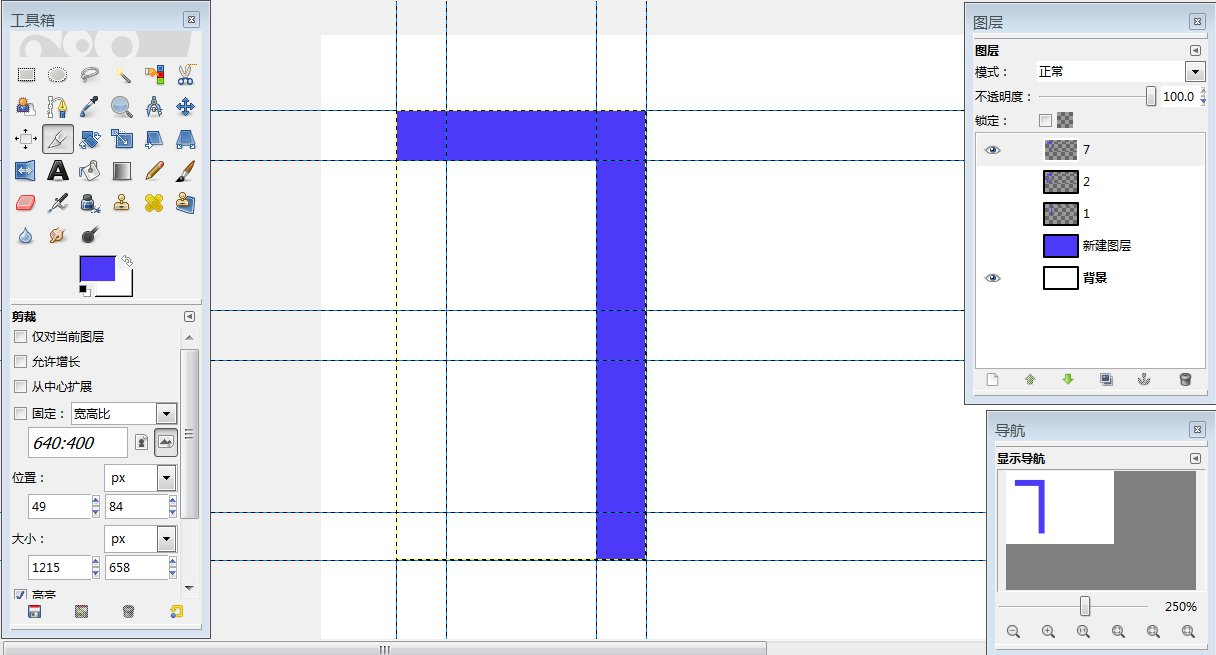 工具箱
剪裁
仅对当前图层
允许增长
从中心扩展
固定： 宽高比
640:400
位置： px
49 84
大小： px
1215 658
高亮
图层
图层
模式： 正常
不透明度： 100.0
锁定：
7
2
1
新建图层
背景
导航
显示导航
250%